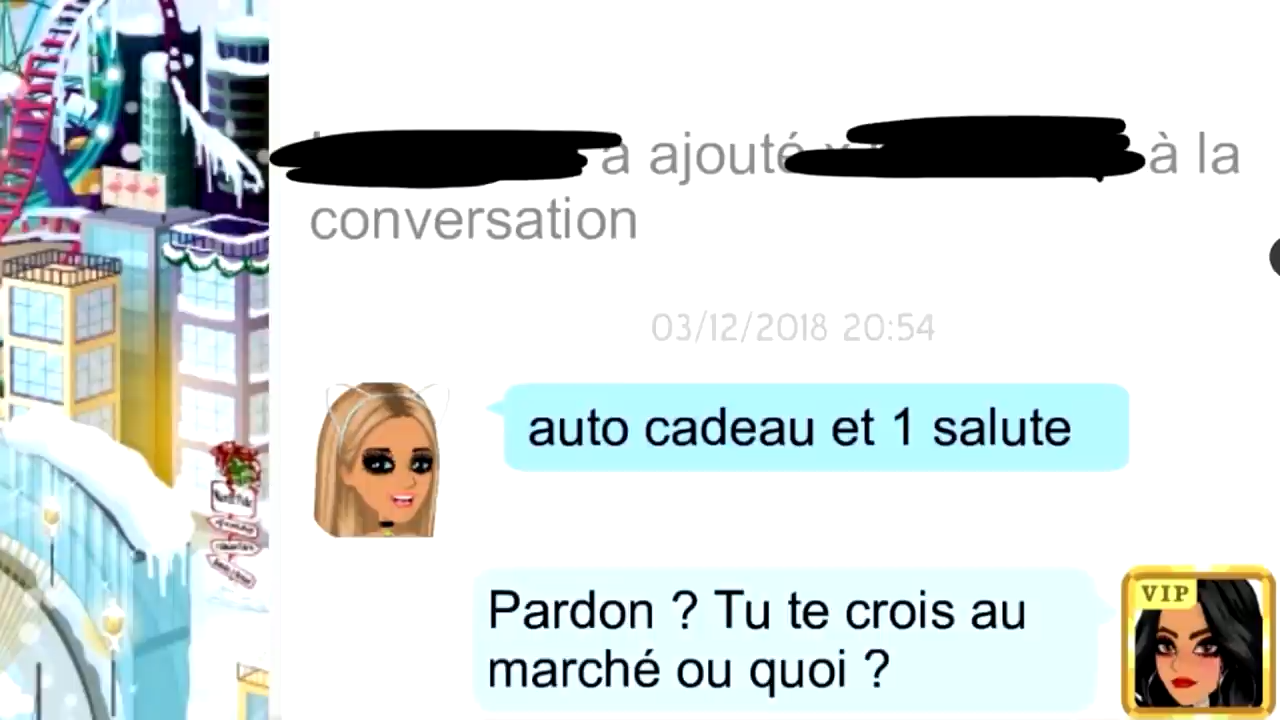 a ajouté à la
conversation
03/12/2018 20:54
auto cadeau et 1 salute
Pardon ? Tu te crois au
marché ou quoi ?
VIP